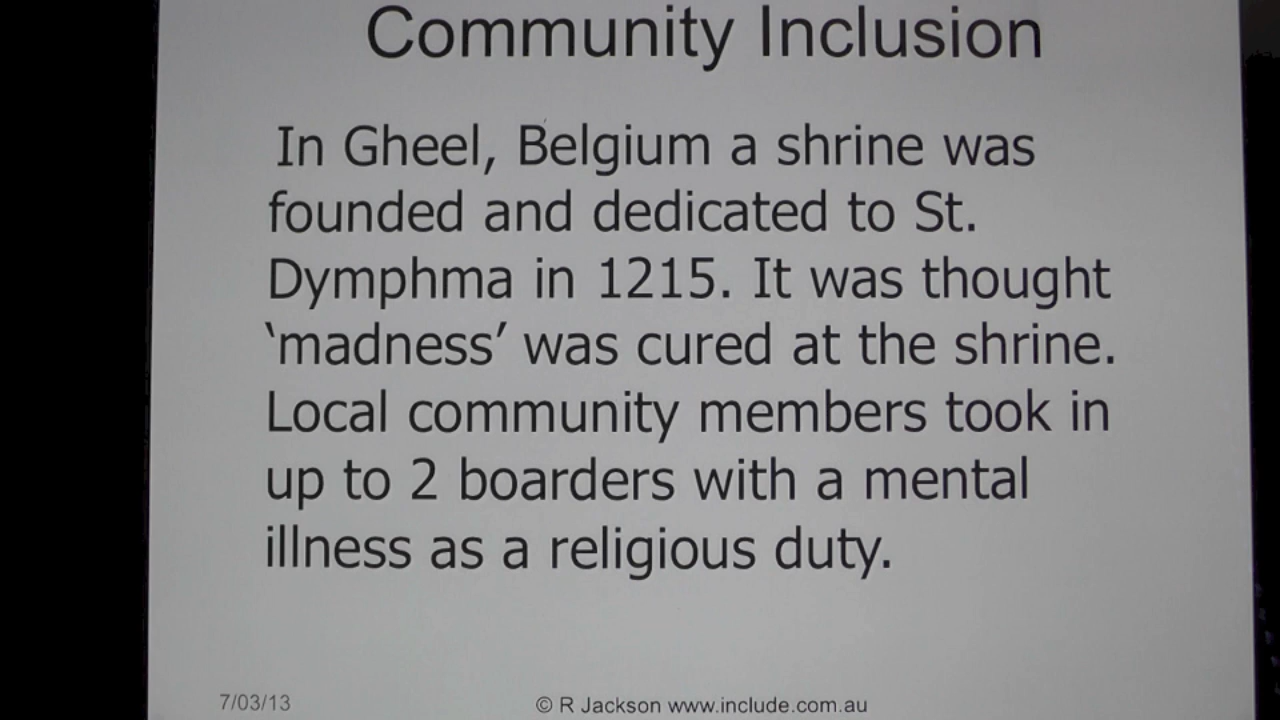 Community Inclusion
In Gheel, Belgium a shrine was
founded and dedicated to St.
Dymphma in 1215. It was thought
‘madness’ was cured at the shrine.
Local community members took in
up to 2 boarders with a mental
illness as a religious duty.
7/03/13
© R Jackson www.include.com.au